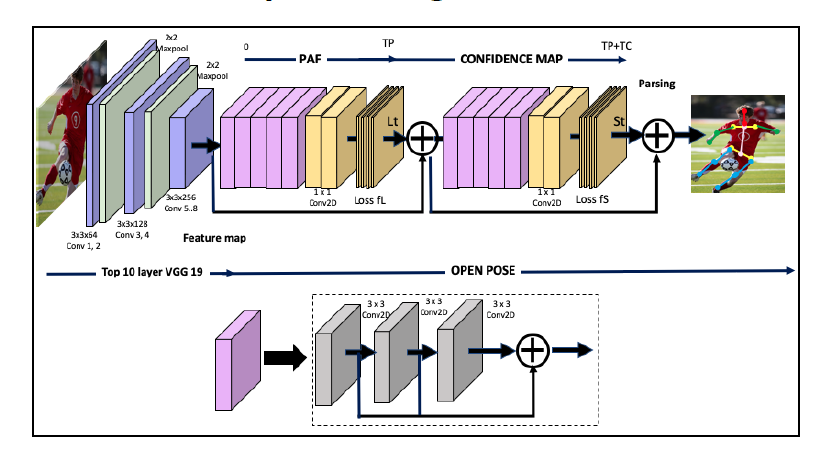 2x2
Maxpool
2x2
Maxpool
0
PAF
TP
CONFIDENCE MAP
TP+TC
Parsing
Lt
St
1 x 1
Conv2D
Loss fL
1 x 1
Conv2D
Loss fS
3x3x256
Conv 5..8
3x3x128
Conv 3, 4
3x3x64
Conv 1, 2
Feature map
Top 10 layer VGG 19
OPEN POSE
3 x 3
Conv2D
3 x 3
Conv2D
3 x 3
Conv2D